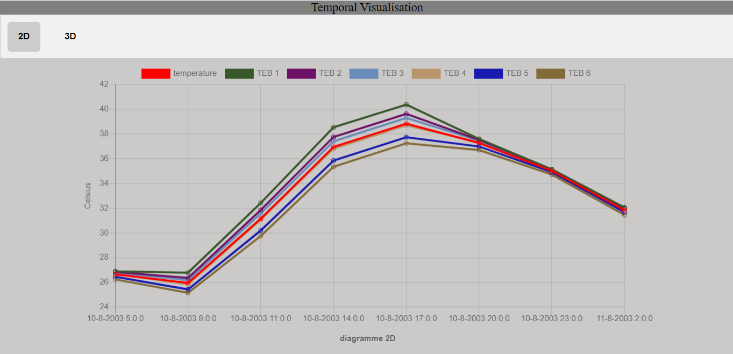 Temporal Visualisation
2D 3D
temperature TEB 1 TEB 2 TEB 3 TEB 4 TEB 5 TEB 6
42
40
38
36
34
32
30
28
26
24
Celsius
10-8-2003 5:0:0 10-8-2003 8:0:0 10-8-2003 11:0:0 10-8-2003 14:0:0 10-8-2003 17:0:0 10-8-2003 20:0:0 10-8-2003 23:0:0 11-8-2003 2:0:0
diagramme 2D